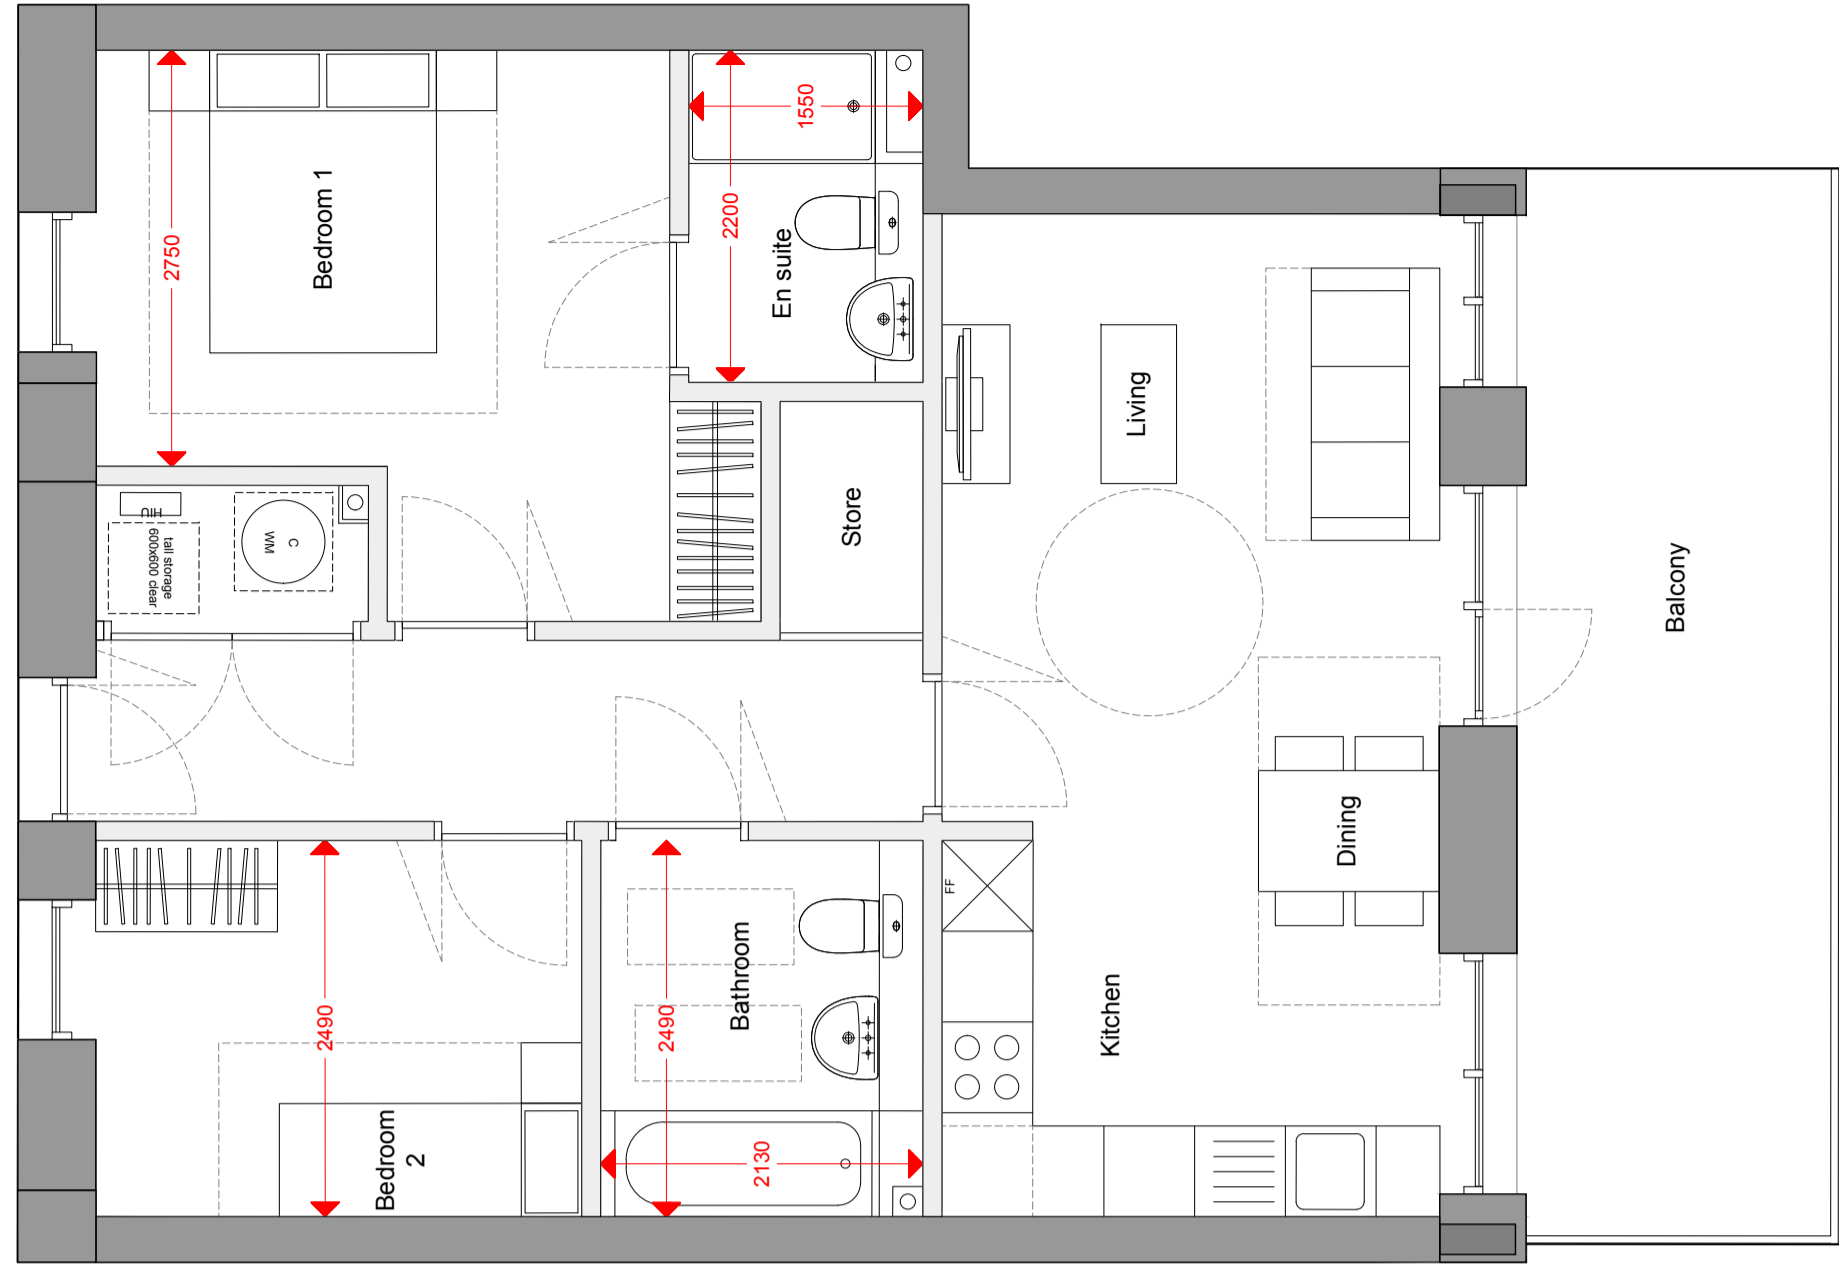 Bedroom 1
2750
1550
2200
En suite
HIU
tall storage
600x600 clear
C
WM
Store
Living
Balcony
Dining
FF
Kitchen
Bathroom
2490
2130
2490
Bedroom
2